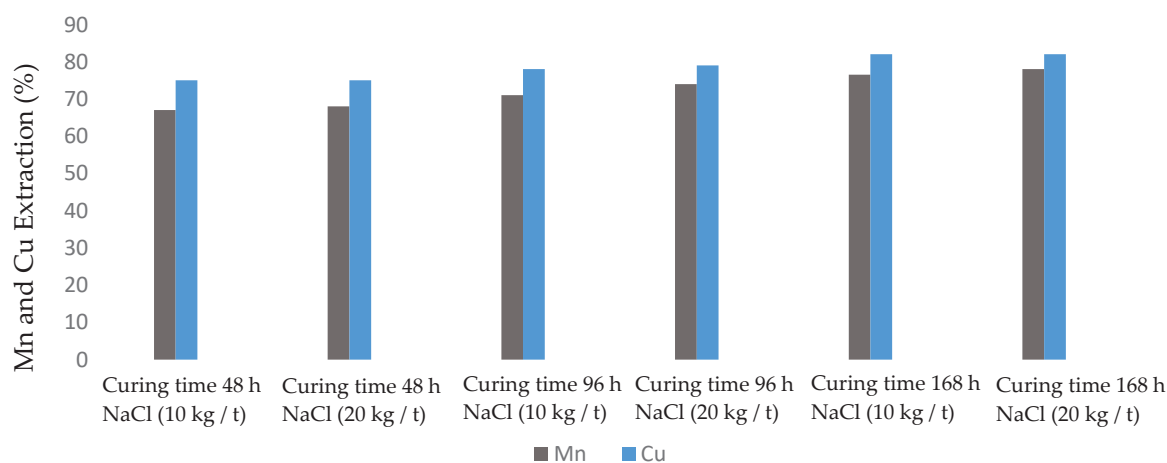 Mn and Cu Extraction (%)
90
80
70
60
50
40
30
20
10
0
Curing time 48 h
NaCl (10 kg / t)
Curing time 48 h
NaCl (20 kg / t)
Curing time 96 h
NaCl (10 kg / t)
Curing time 96 h
NaCl (20 kg / t)
Curing time 168 h
NaCl (10 kg / t)
Curing time 168 h
NaCl (20 kg / t)
Mn Cu